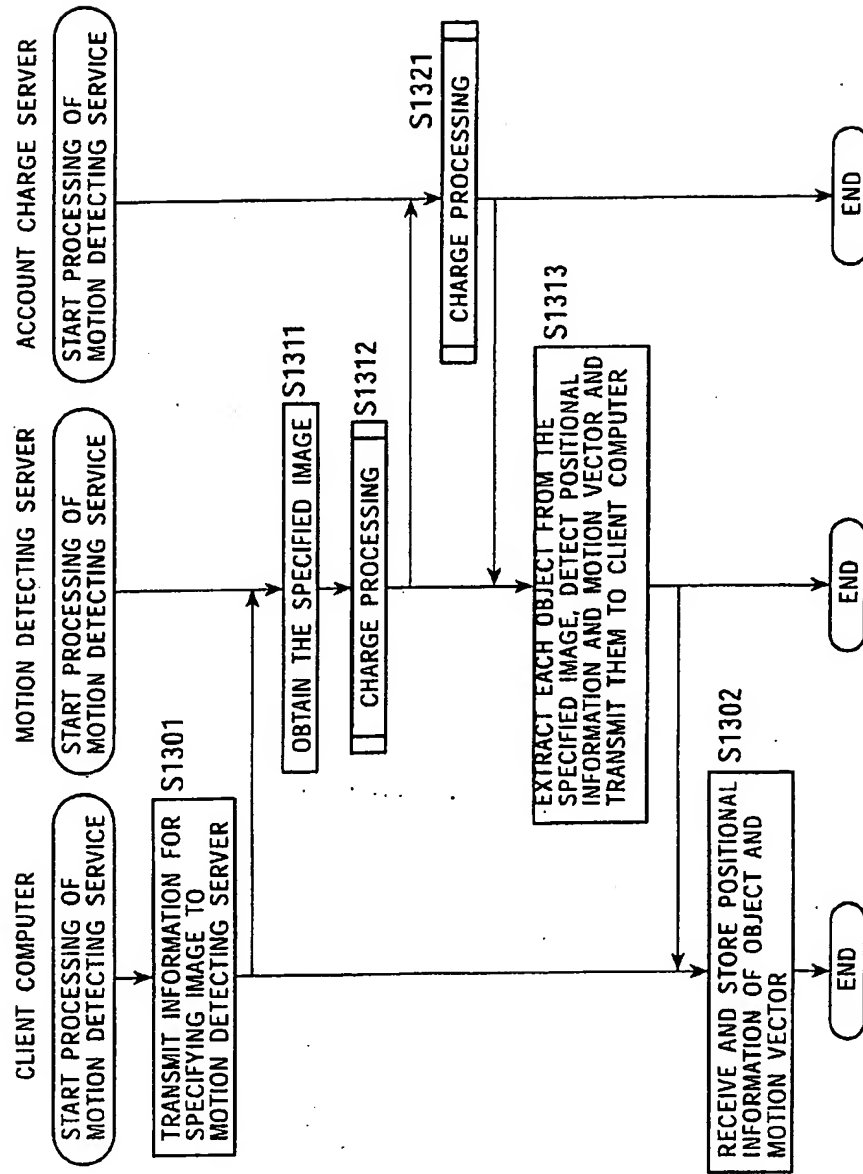 CLIENT COMPUTER
START PROCESSING OF
MOTION DETECTING SERVICE
TRANSMIT INFORMATION FOR
SPECIFYING IMAGE TO
MOTION DETECTING SERVER
S1301
RECEIVE AND STORE POSITIONAL
INFORMATION OF OBJECT AND
MOTION VECTOR
S1302
END
MOTION DETECTING SERVER
START PROCESSING OF
MOTION DETECTING SERVICE
OBTAIN THE SPECIFIED IMAGE
S1311
CHARGE PROCESSING
S1312
EXTRACT EACH OBJECT FROM THE
SPECIFIED IMAGE, DETECT POSITIONAL
INFORMATION AND MOTION VECTOR AND
TRANSMIT THEM TO CLIENT COMPUTER
S1313
END
ACCOUNT CHARGE SERVER
START PROCESSING OF
MOTION DETECTING SERVICE
CHARGE PROCESSING
S1321
END